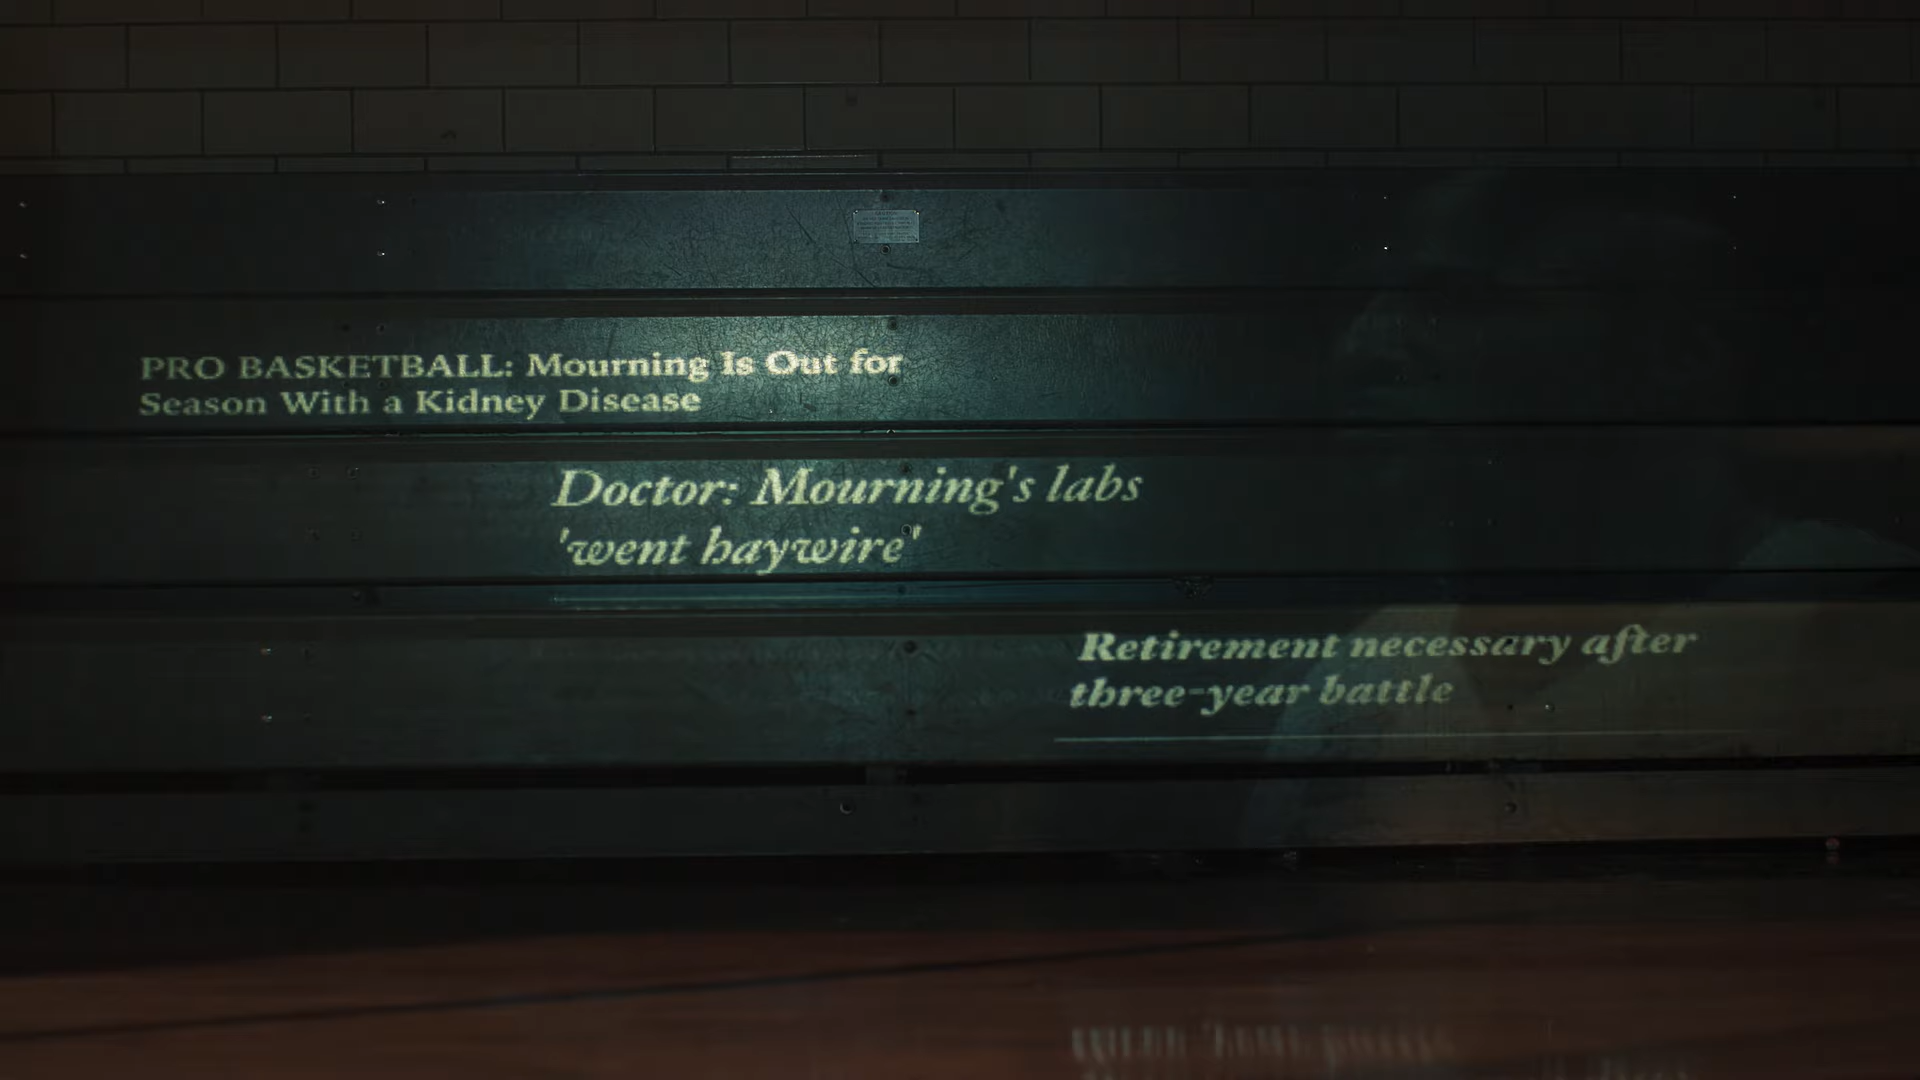 PRO BASKETBALL: Mourning Is Out for
Season With a Kidney Disease
Doctor: Mourning's labs
'went haywire'
Retirement necessary after
three-year battle